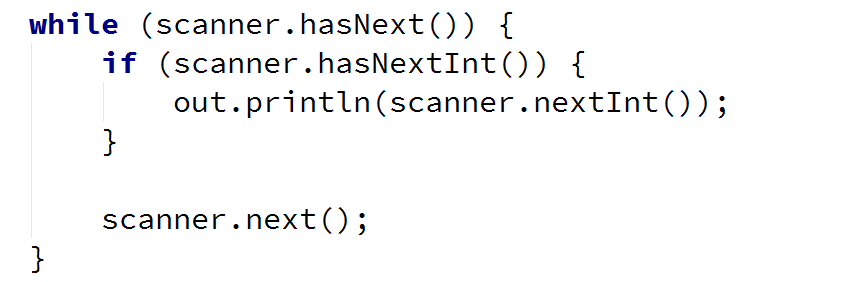 while (scanner.hasNext()) {
    if (scanner.hasNextInt()) {
        out.println(scanner.nextInt());
    }

    scanner.next();
}